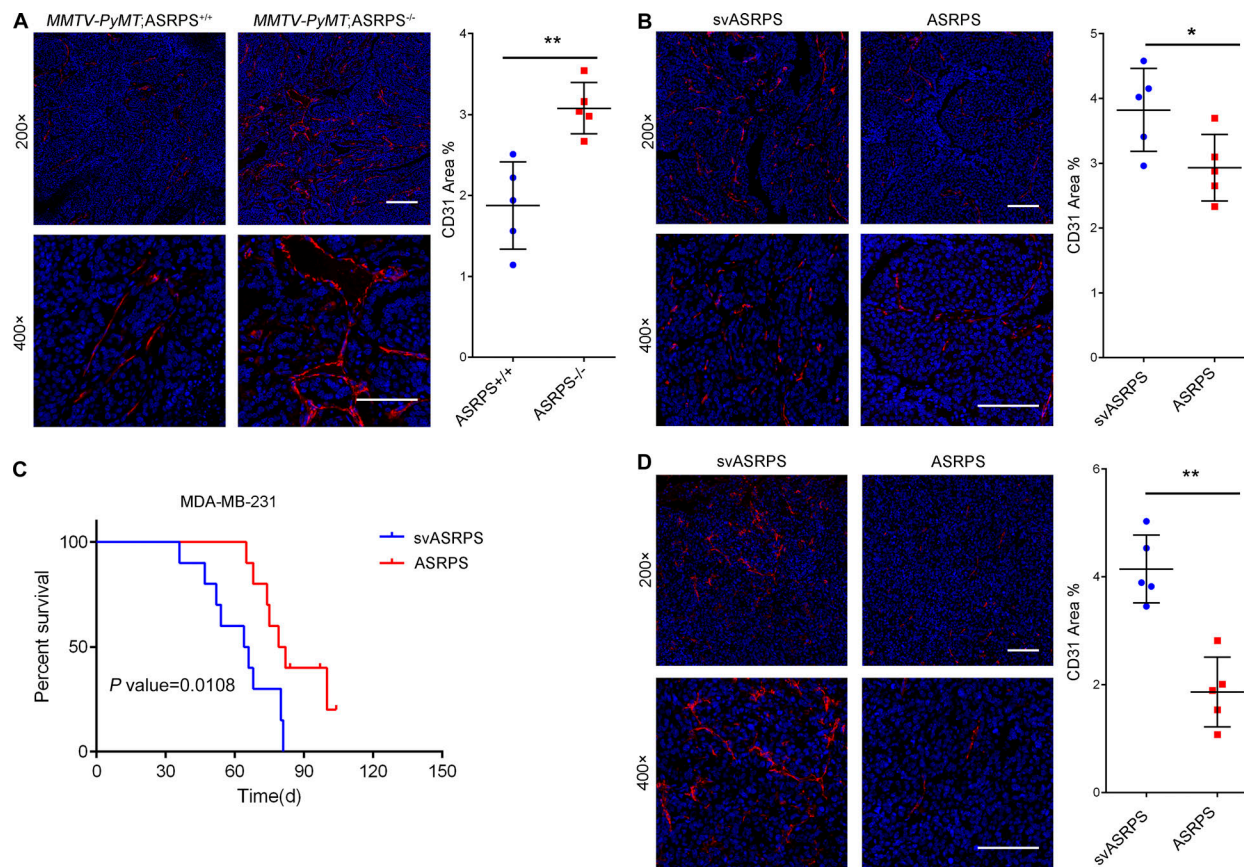 A
MMTV-PyMT;ASRPS+/+
MMTV-PyMT;ASRPS-/-
200×
400×
CD31 Area %
4
3
2
1
0
**
ASRPS+/+
ASRPS-/-
B
svASRPS
ASRPS
200×
400×
CD31 Area %
5
4
3
2
1
0
*
svASRPS
ASRPS
C
MDA-MB-231
svASRPS
ASRPS
Percent survival
100
50
0
P value=0.0108
0 30 60 90 120 150
Time(d)
D
svASRPS
ASRPS
200×
400×
CD31 Area %
6
4
2
0
**
svASRPS
ASRPS